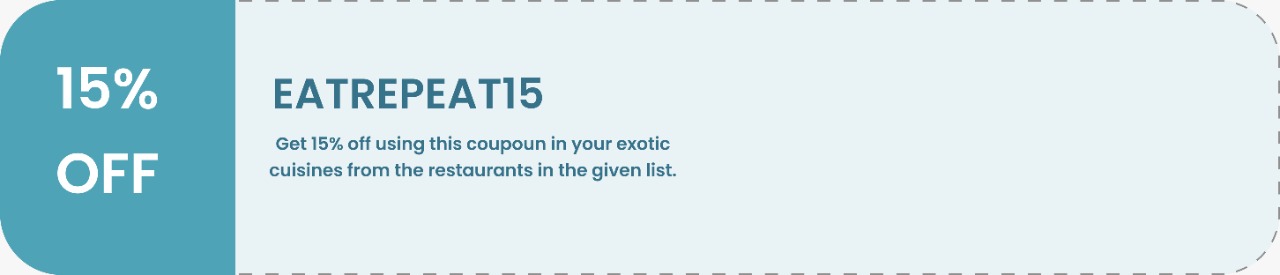 15%
OFF
EATREPEAT15
Get 15% off using this coupoun in your exotic
cuisines from the restaurants in the given list.